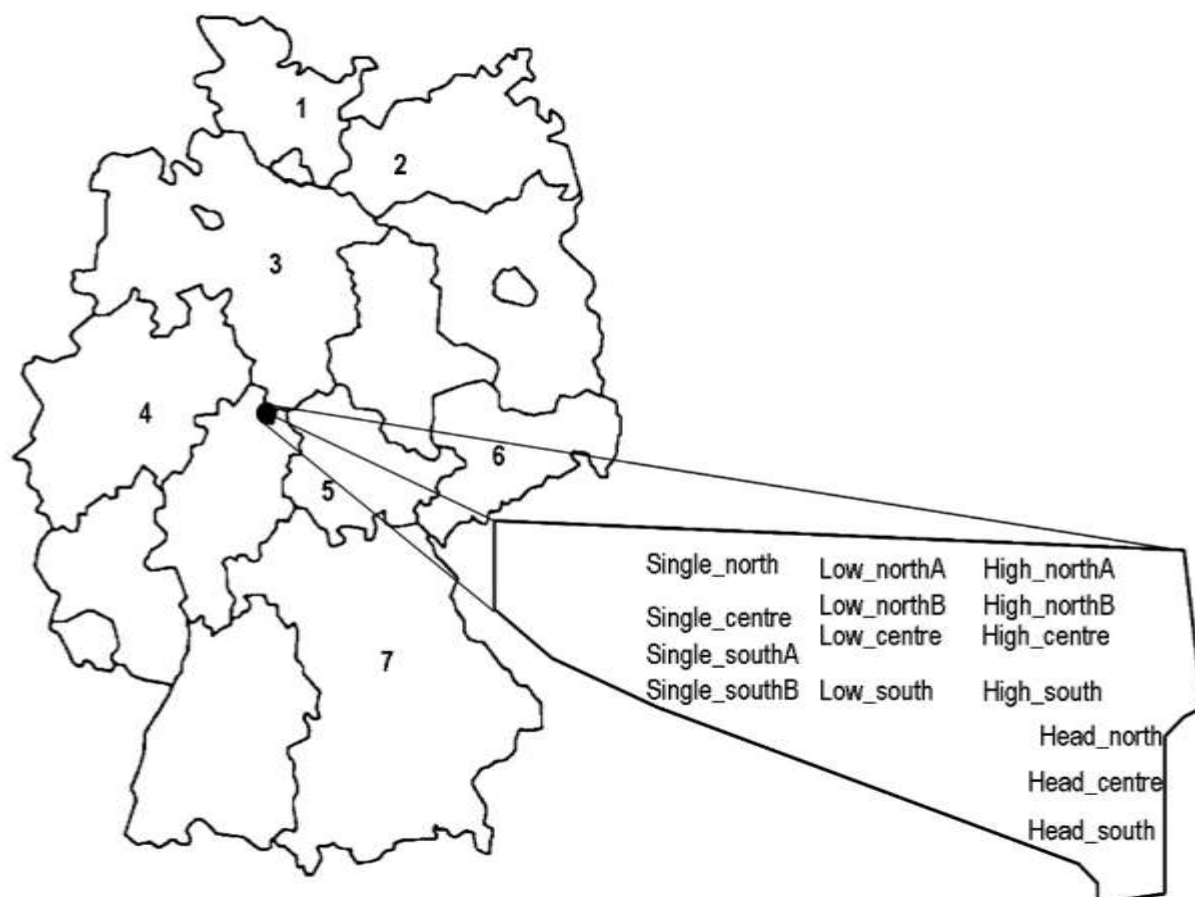 1
2
3
4
5
6
7
Single_north Low_northA High_northA
Low_northB High_northB
Single_centre Low_centre High_centre
Single_southA
Single_southB Low_south High_south
Head_north
Head_centre
Head_south